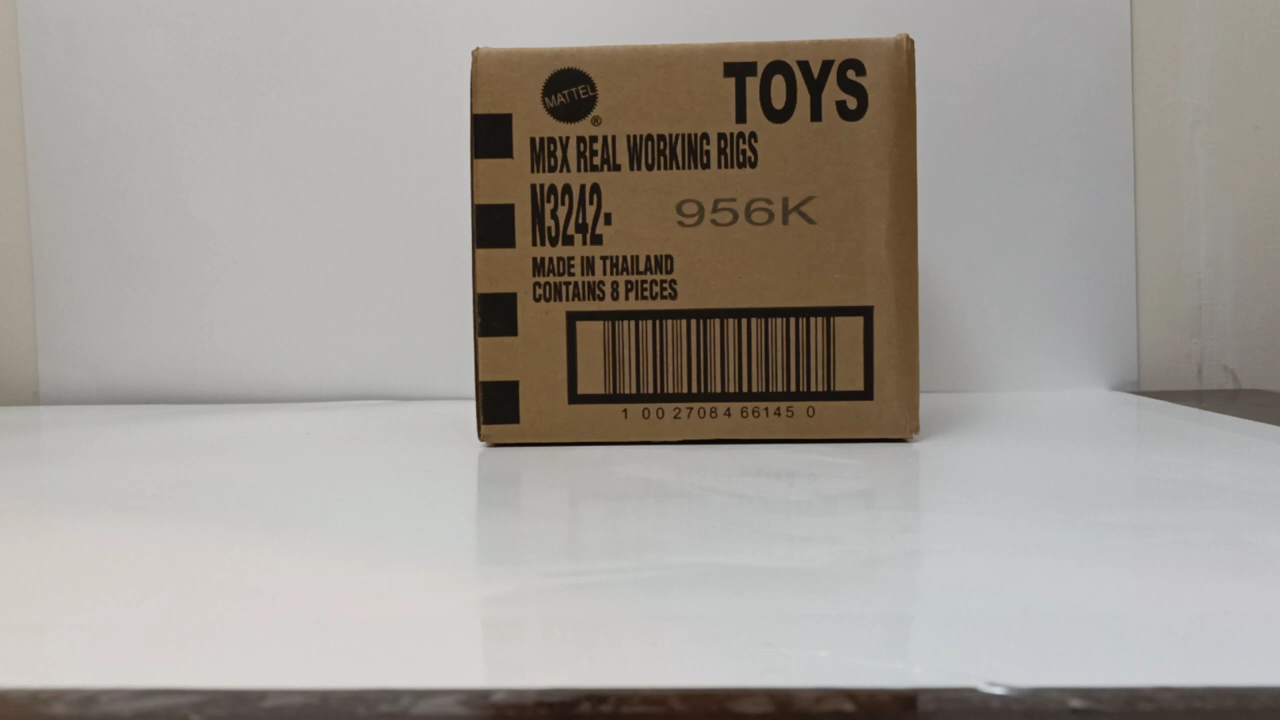 MATTEL
®
TOYS
MBX REAL WORKING RIGS
N3242- 956K
MADE IN THAILAND
CONTAINS 8 PIECES
1 00 27084 66145 0